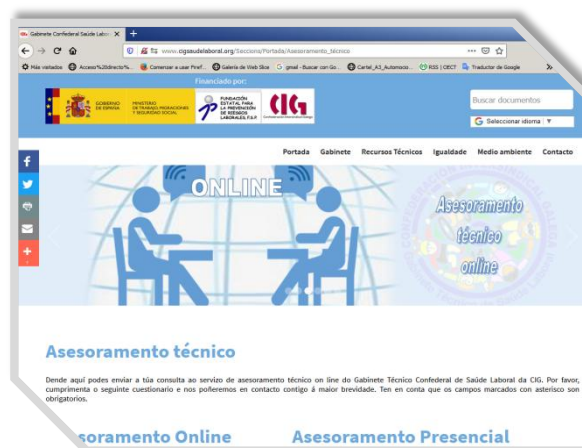 Gabinete Confederal Saúde Labo
www.cigsaudelaboral.org/Seccions/Portada/Asesoramento_técnico
Más visitados
Comenzar a usar Firef...
Galería de Web Slice
gmail - Buscar con Go...
Cartel_A3_Automoco...
RSS | CEC?
Traductor de Google
Financiado por:
GOBIERNO
DE ESPAÑA
MINISTERIO
DE TRABAJO, MIGRACIONES
Y SEGURIDAD SOCIAL
FUNDACIÓN
ESTATAL PARA
LA PREVENCIÓN
DE RIESGOS
LABORALES, F.S.P.
CIG
Buscar documentos
Seleccionar idioma
Portada Gabinete Recursos Técnicos Igualdade Medio ambiente Contacto
ONLINE
Asesoramento
técnico
online
Asesoramento técnico
Dende aquí podes enviar a túa consulta ao servizo de asesoramento técnico on line do Gabinete Técnico Confederal de Saúde Laboral da CIG. Por favor,
cumprimenta o seguinte cuestionario e nos poñeremos en contacto contigo á maior brevidade. Ten en conta que os campos marcados con asterisco son
obrigatorios.
soramento Online
Asesoramento Presencial